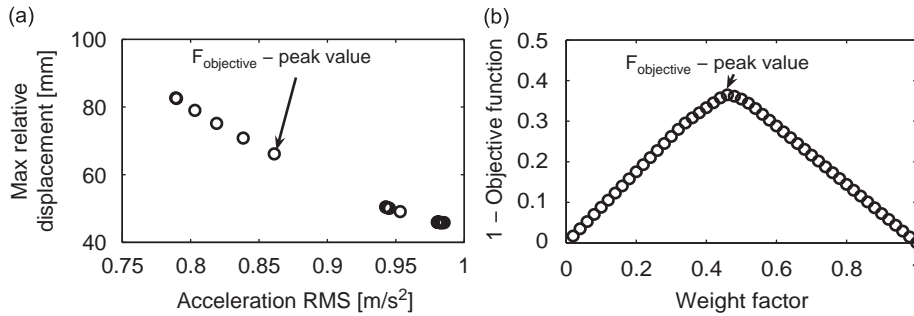 (a)
100
80
60
40
Max relative
displacement [mm]
F_objective – peak value
0.75
0.8
0.85
0.9
0.95
1
Acceleration RMS [m/s²]
(b)
0.5
0.4
0.3
0.2
0.1
0
1 – Objective function
F_objective – peak value
0
0.2
0.4
0.6
0.8
1
Weight factor